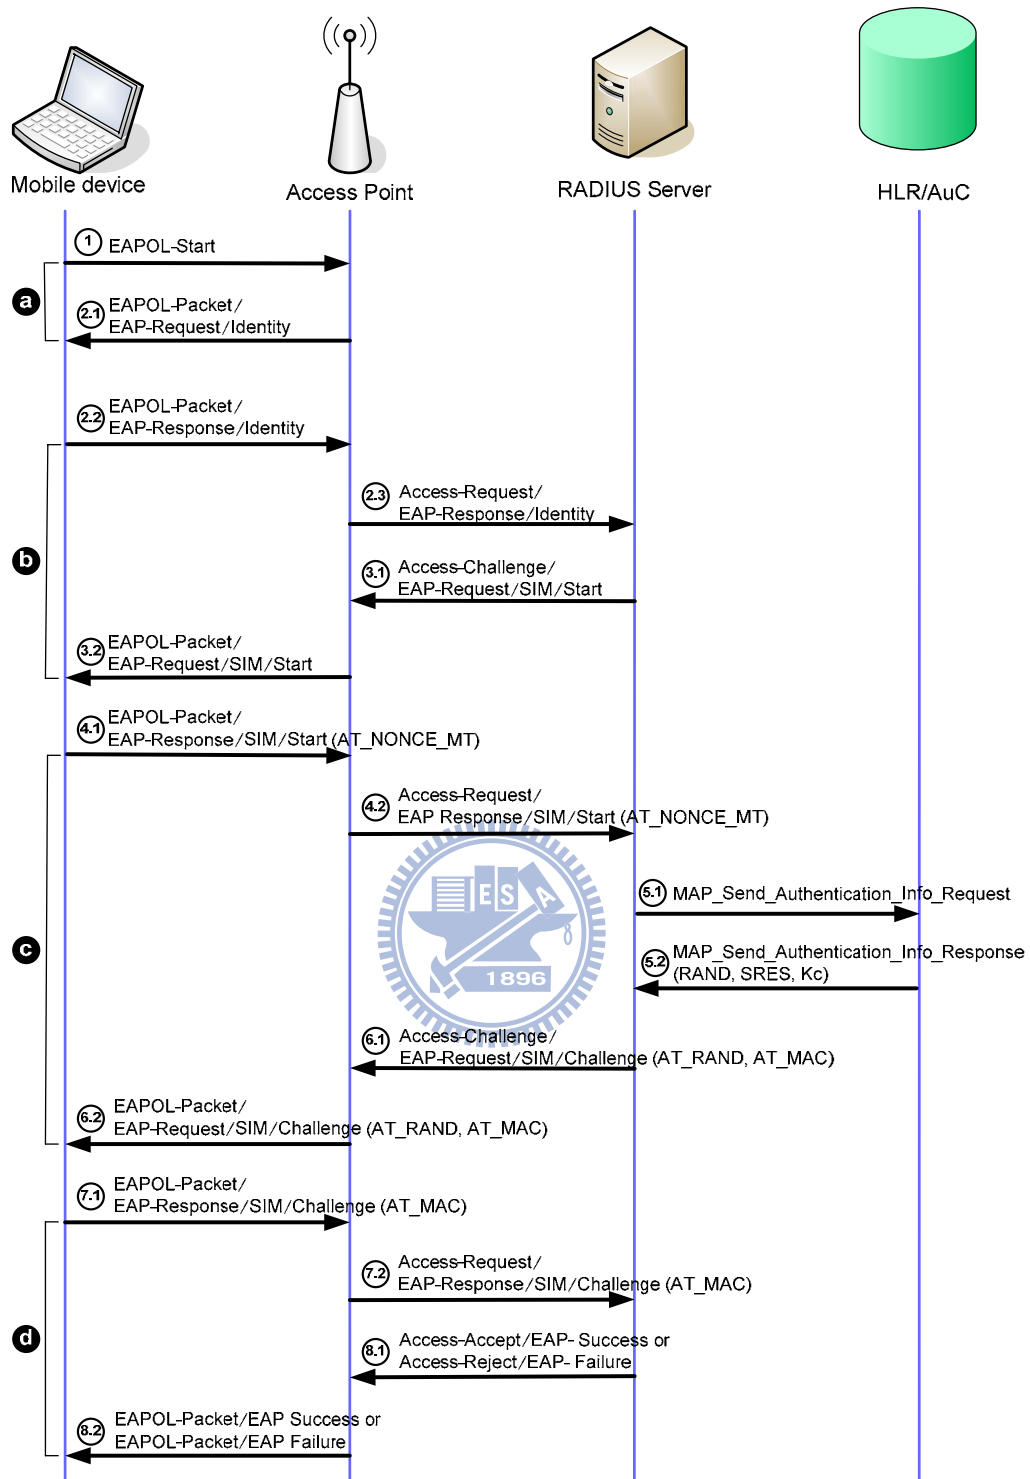 Mobile device
Access Point
RADIUS Server
HLR/AuC
1 EAPOL-Start
a
2.1 EAPOL-Packet/
EAP-Request/Identity
2.2 EAPOL-Packet/
EAP-Response/Identity
2.3 Access-Request/
EAP-Response/Identity
b
3.1 Access-Challenge/
EAP-Request/SIM/Start
3.2 EAPOL-Packet/
EAP-Request/SIM/Start
4.1 EAPOL-Packet/
EAP-Response/SIM/Start (AT_NONCE_MT)
4.2 Access-Request/
EAP Response/SIM/Start (AT_NONCE_MT)
E S A
5.1 MAP_Send_Authentication_Info_Request
c
5.2 MAP_Send_Authentication_Info_Response
(RAND, SRES, Kc)
1896
6.1 Access-Challenge/
EAP-Request/SIM/Challenge (AT_RAND, AT_MAC)
6.2 EAPOL-Packet/
EAP-Request/SIM/Challenge (AT_RAND, AT_MAC)
7.1 EAPOL-Packet/
EAP-Response/SIM/Challenge (AT_MAC)
7.2 Access-Request/
EAP-Response/SIM/Challenge (AT_MAC)
d
8.1 Access-Accept/EAP- Success or
Access-Reject/EAP- Failure
8.2 EAPOL-Packet/EAP Success or
EAPOL-Packet/EAP Failure